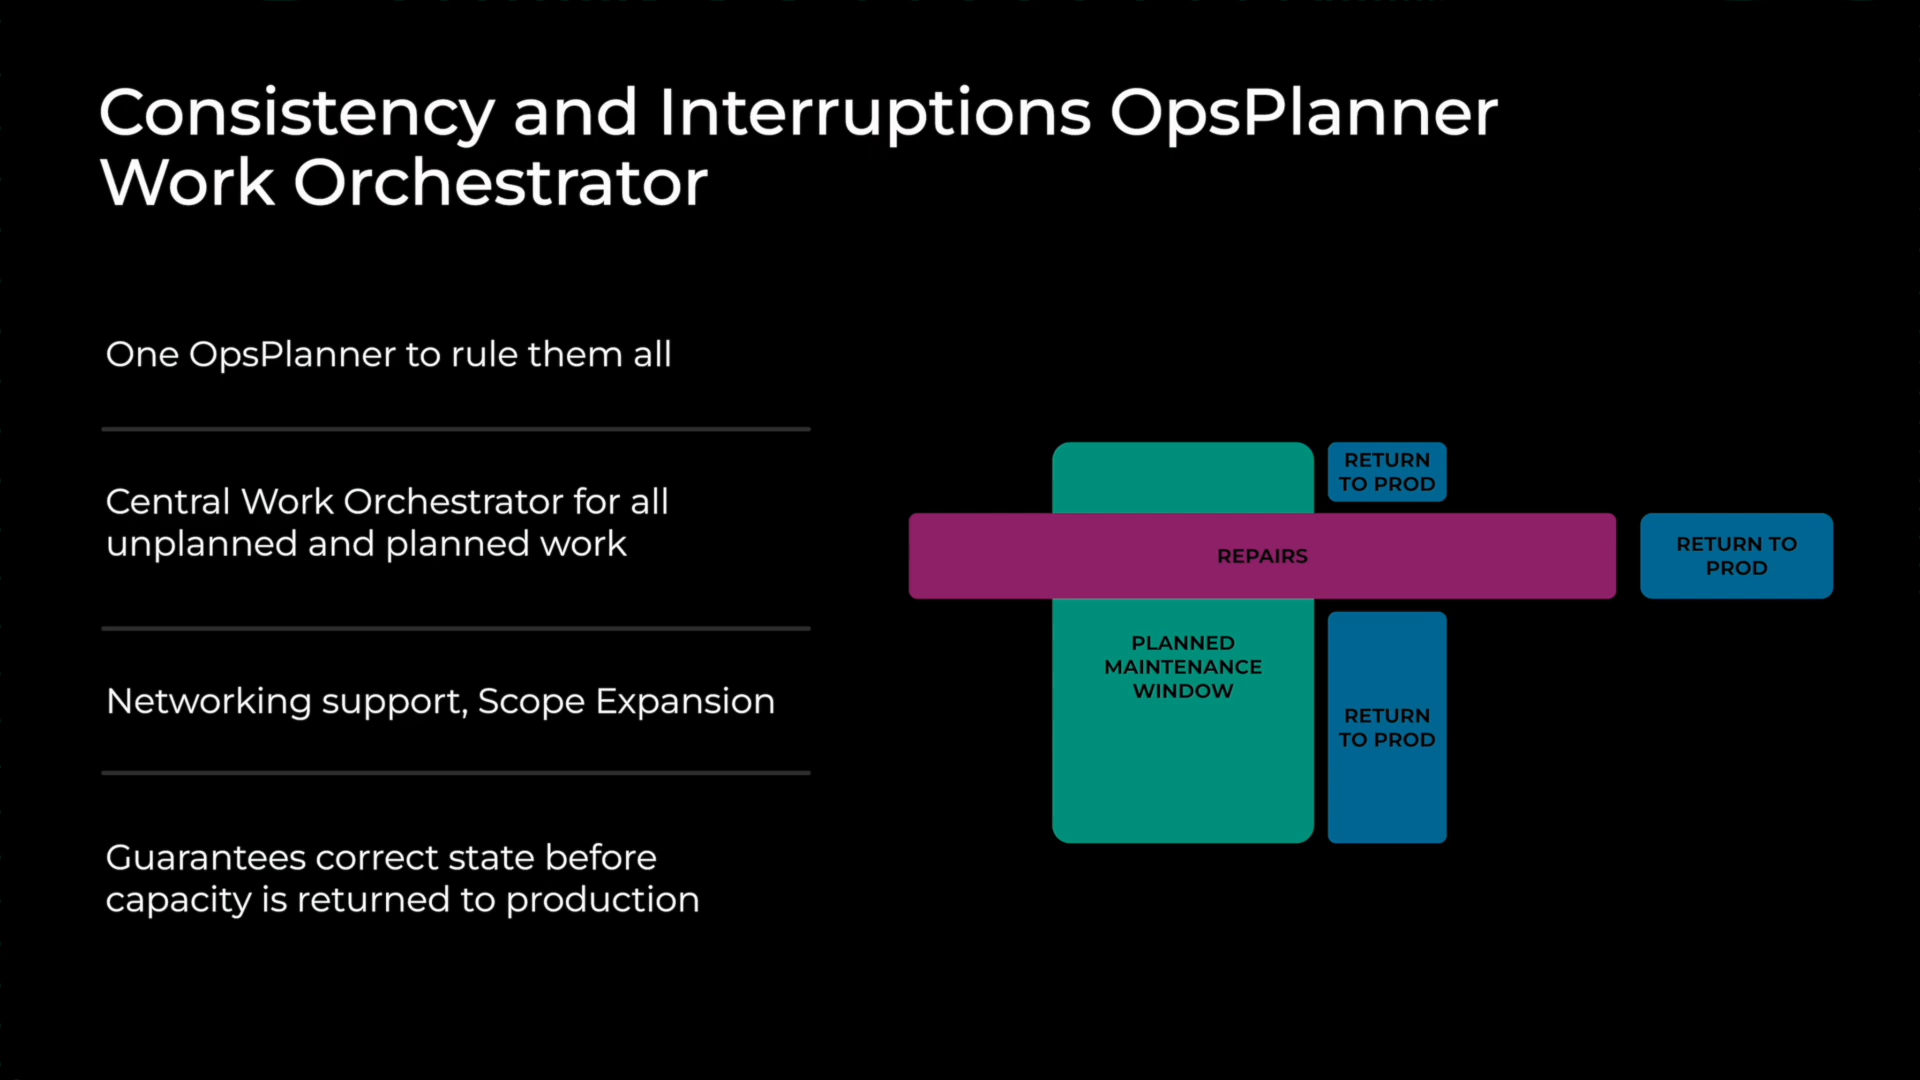 Consistency and Interruptions OpsPlanner
Work Orchestrator
One OpsPlanner to rule them all
Central Work Orchestrator for all
unplanned and planned work
Networking support, Scope Expansion
Guarantees correct state before
capacity is returned to production
RETURN
TO PROD
REPAIRS
RETURN TO
PROD
PLANNED
MAINTENANCE
WINDOW
RETURN
TO PROD